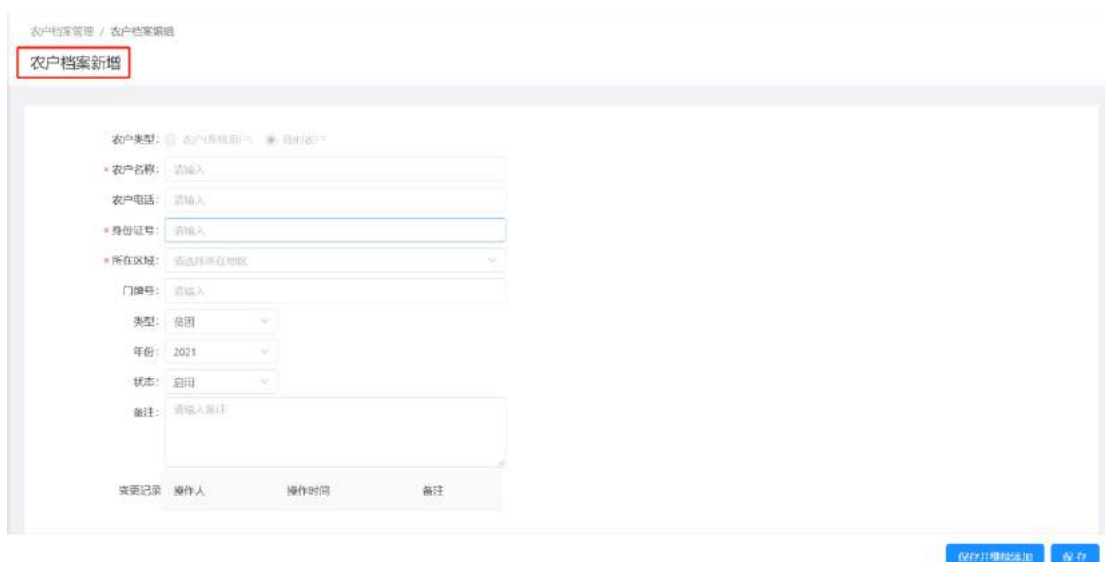 农户档案管理 / 农户档案编辑
农户档案新增
农户类型: 农户(系统用户) 临时农户
* 农户名称: 请输入
农户电话: 请输入
* 身份证号: 请输入
* 所在区域: 请选择所在地区
门牌号: 请输入
类型: 贫困
年份: 2021
状态: 启用
备注: 请输入备注
变更记录 操作人 操作时间 备注
保存并继续添加 保存